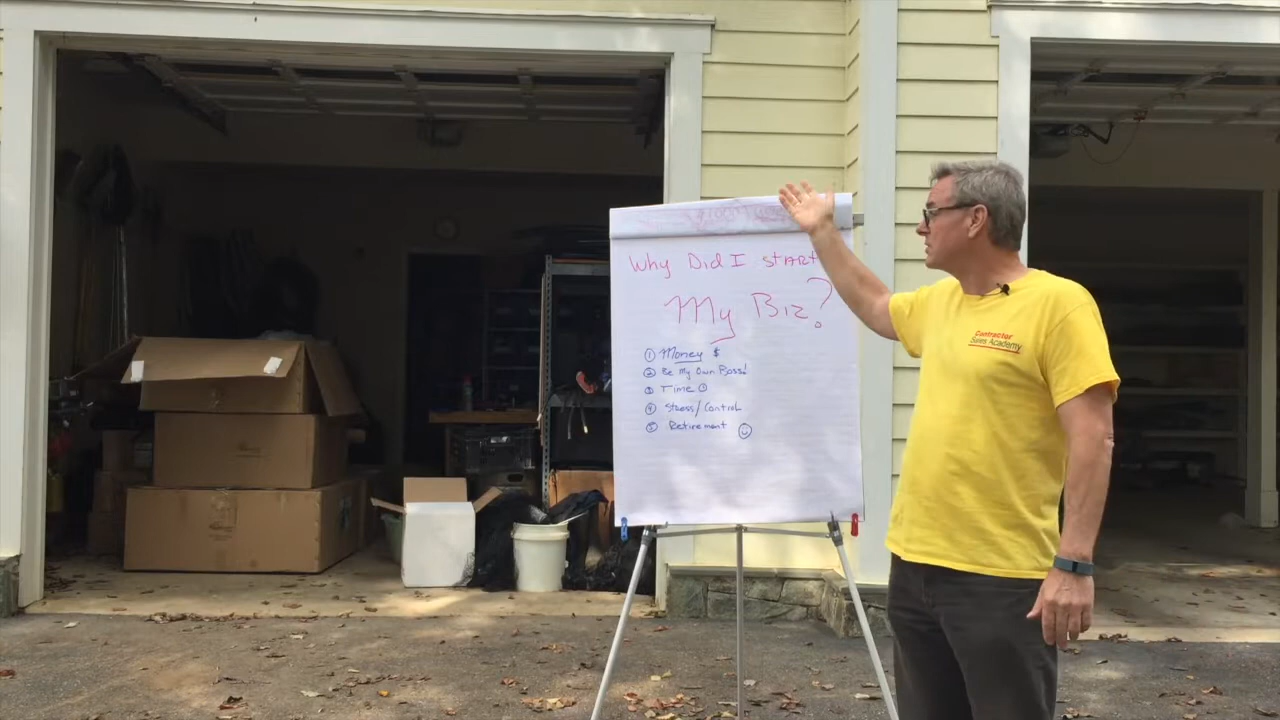 Why Did I START
My Biz?
① Money $
② Be My Own Boss!
③ Time
④ Stress/Control
⑤ Retirement
Contractor
Sales Academy